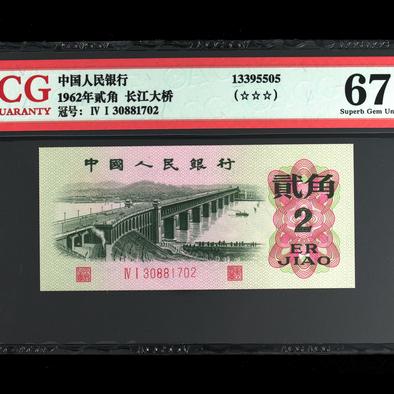 CG
UARANTY
中国人民银行
1962年贰角 长江大桥
冠号: IV I 30881702
13395505
(☆☆☆)
67
Superb Gem Un
中國人民銀行
貳角
2
ER
JIAO
IV I 30881702